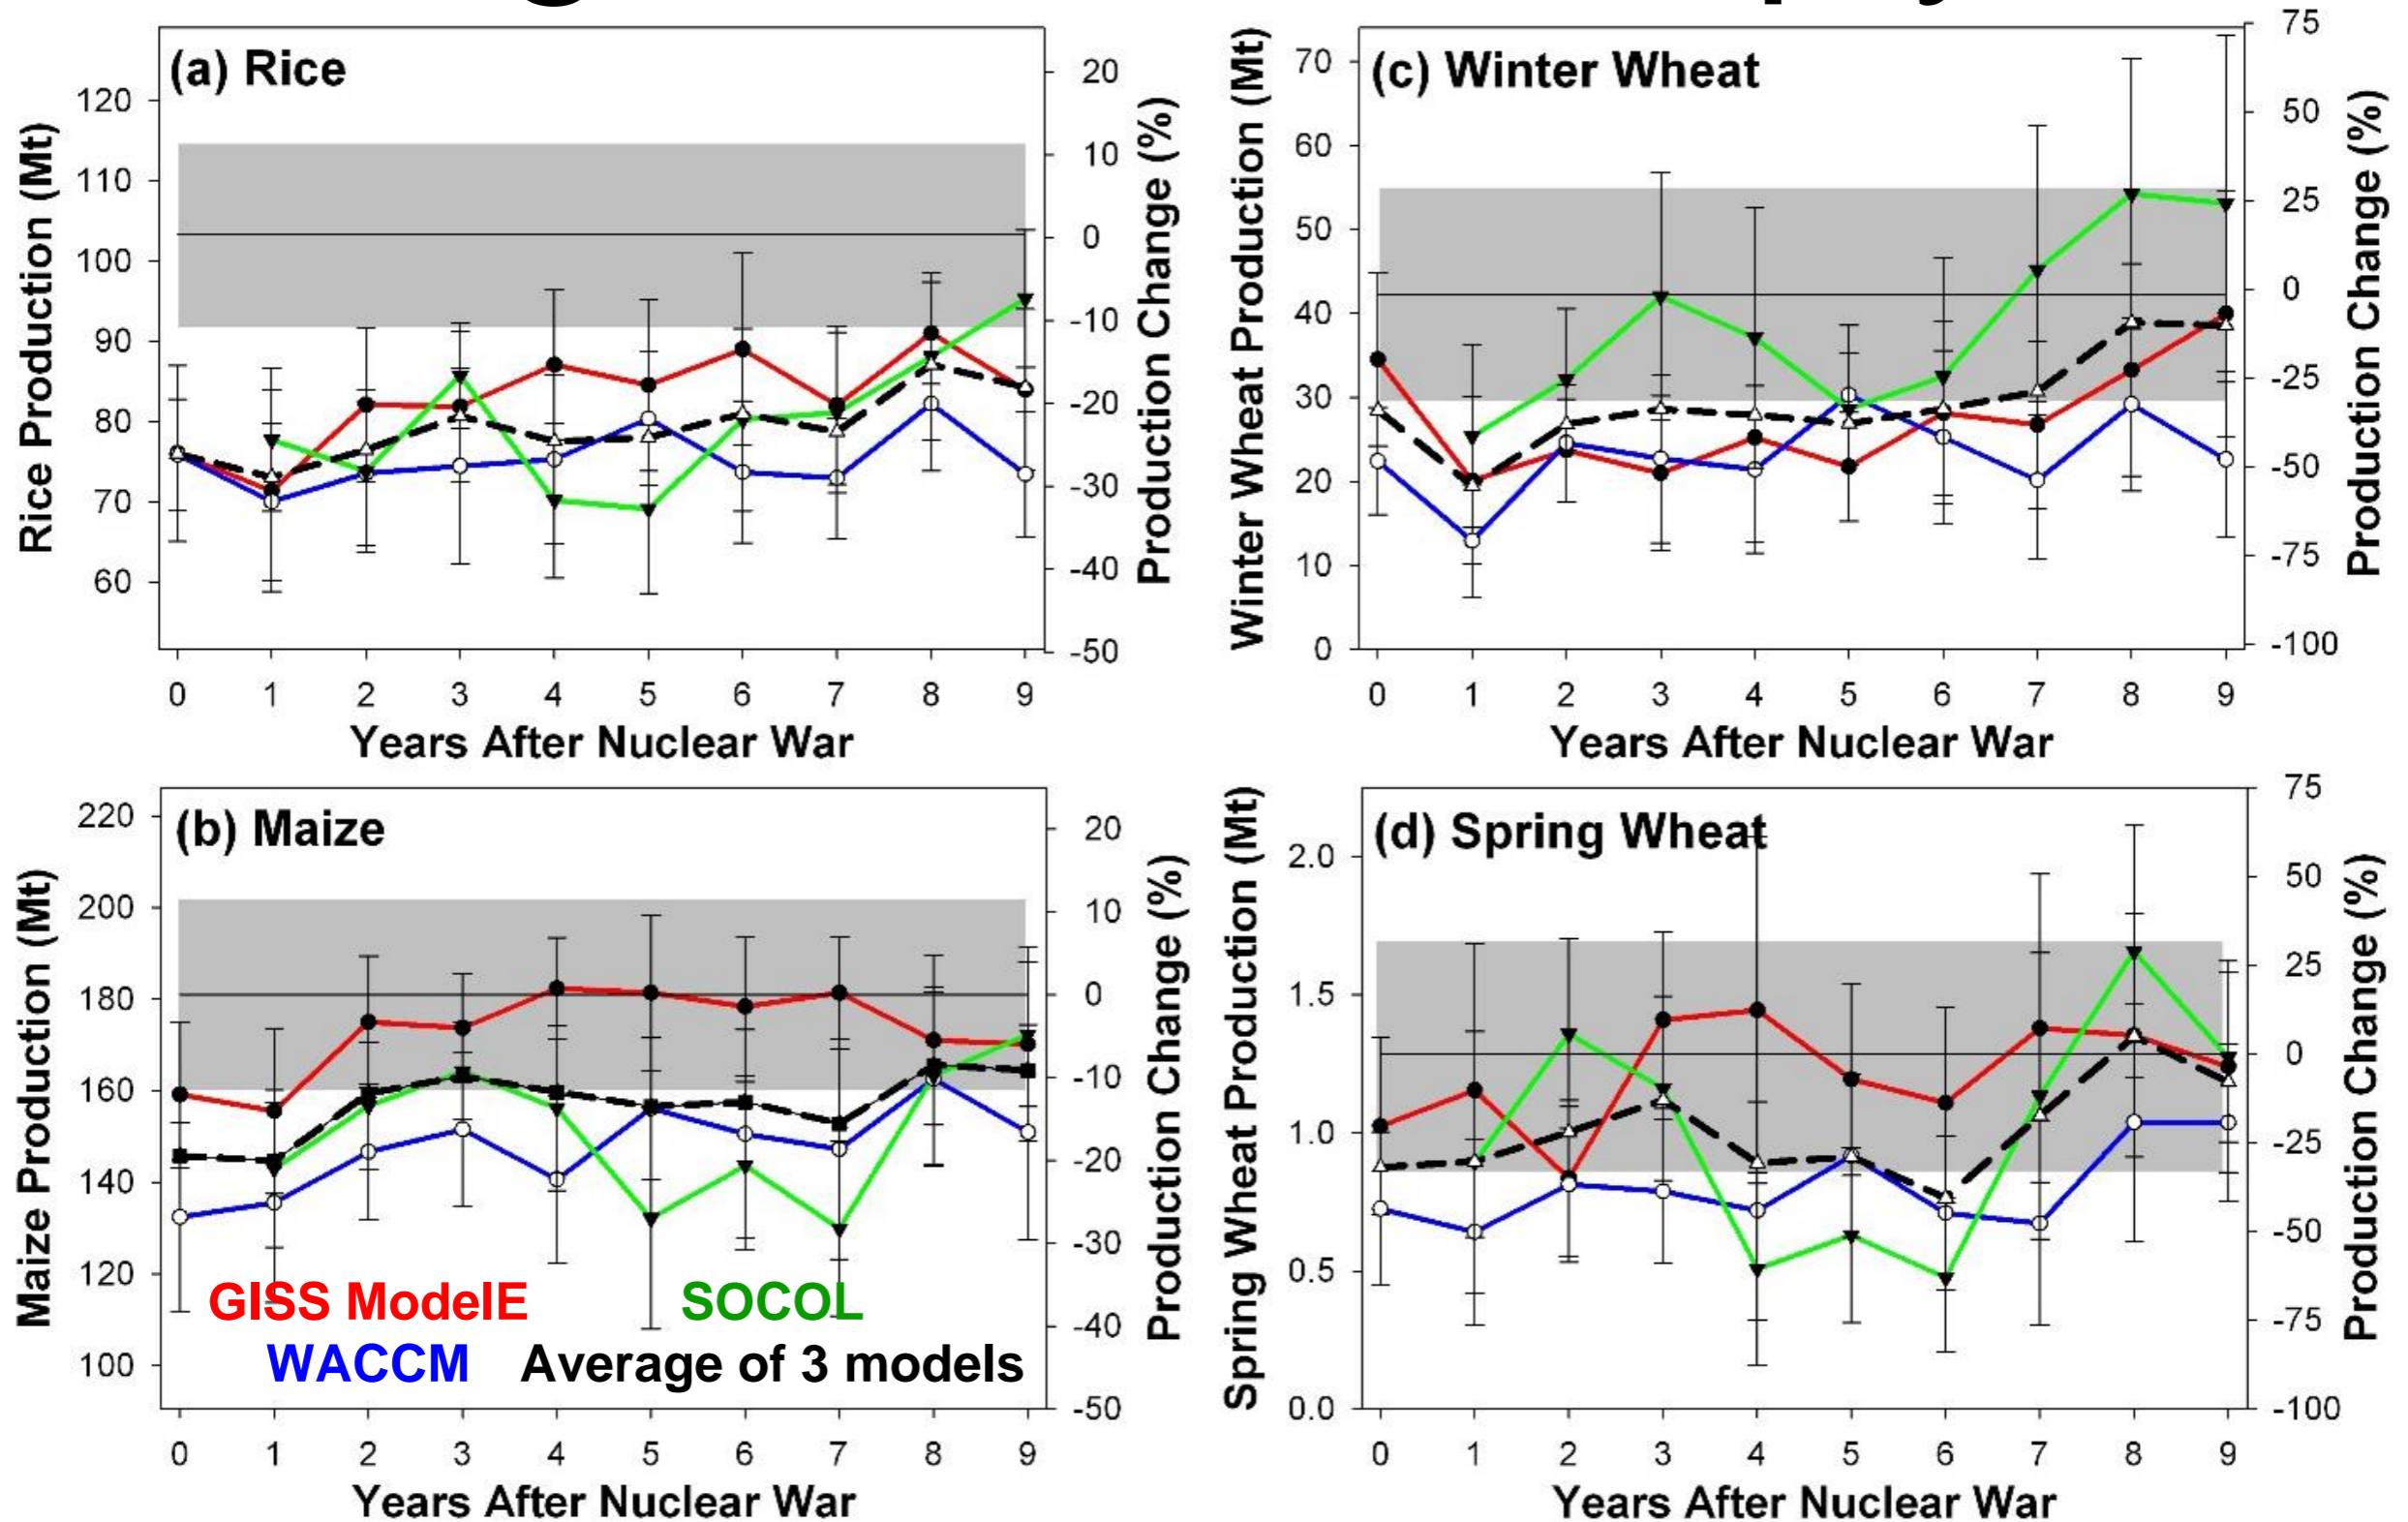 (a) Rice
Rice Production (Mt)
120
110
100
90
80
70
60
20
10
0
-10
-20
-30
-40
-50
Production Change (%)
0 1 2 3 4 5 6 7 8 9
Years After Nuclear War
(c) Winter Wheat
Winter Wheat Production (Mt)
70
60
50
40
30
20
10
0
75
50
25
0
-25
-50
-75
-100
Production Change (%)
0 1 2 3 4 5 6 7 8 9
Years After Nuclear War
(b) Maize
Maize Production (Mt)
220
200
180
160
140
120
100
20
10
0
-10
-20
-30
-40
-50
Production Change (%)
GISS ModelE SOCOL
WACCM Average of 3 models
0 1 2 3 4 5 6 7 8 9
Years After Nuclear War
(d) Spring Wheat
Spring Wheat Production (Mt)
2.0
1.5
1.0
0.5
0.0
75
50
25
0
-25
-50
-75
-100
Production Change (%)
0 1 2 3 4 5 6 7 8 9
Years After Nuclear War